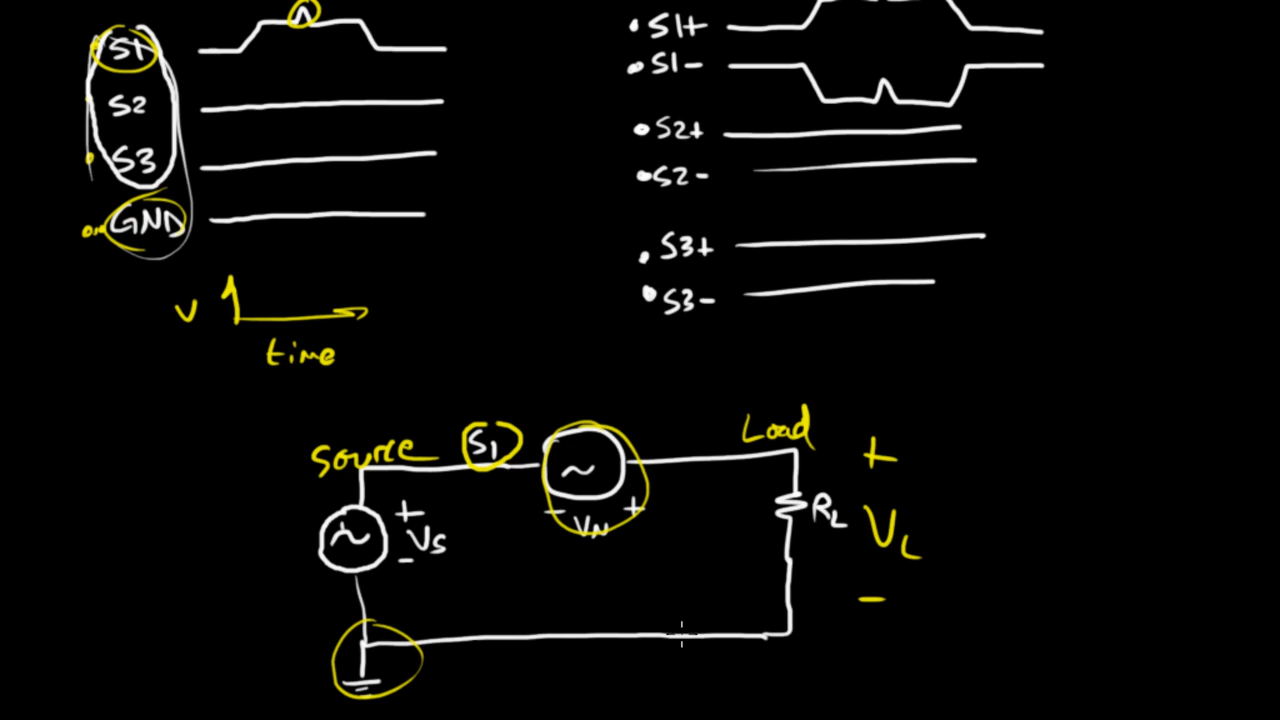 S1
S2
S3
GND
V
time
S1+
S1-
S2+
S2-
S3+
S3-
Source
S1
Load
+
VS
-
-
VN
+
RL
+
VL
-